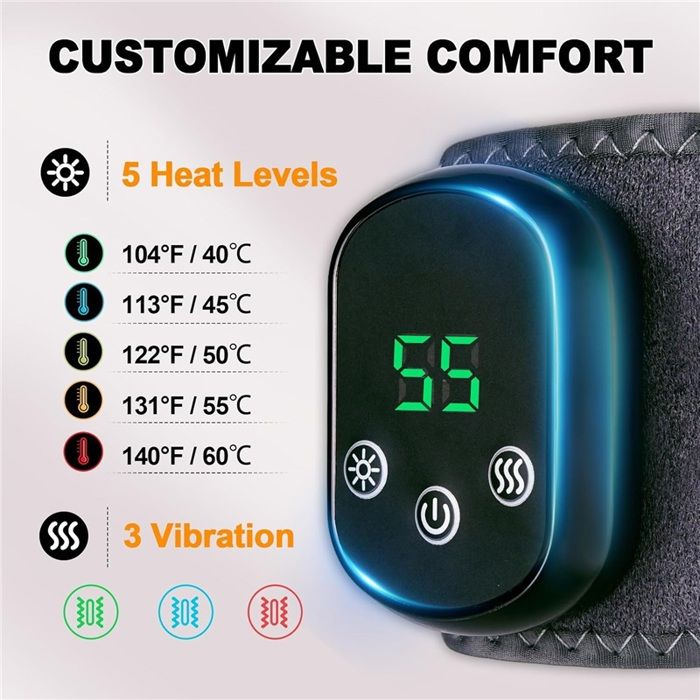 CUSTOMIZABLE COMFORT
5 Heat Levels
104°F / 40℃
113°F / 45℃
122°F / 50℃
131°F / 55℃
140°F / 60℃
55
3 Vibration